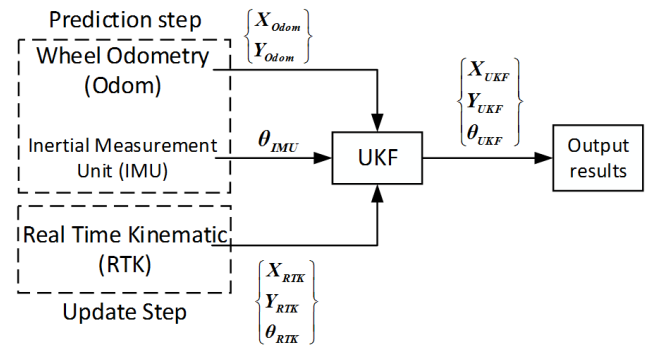 Prediction step
Wheel Odometry
(Odom)
Inertial Measurement
Unit (IMU)
Real Time Kinematic
(RTK)
Update Step
X_Odom
Y_Odom
θ_IMU
X_RTK
Y_RTK
θ_RTK
UKF
X_UKF
Y_UKF
θ_UKF
Output
results